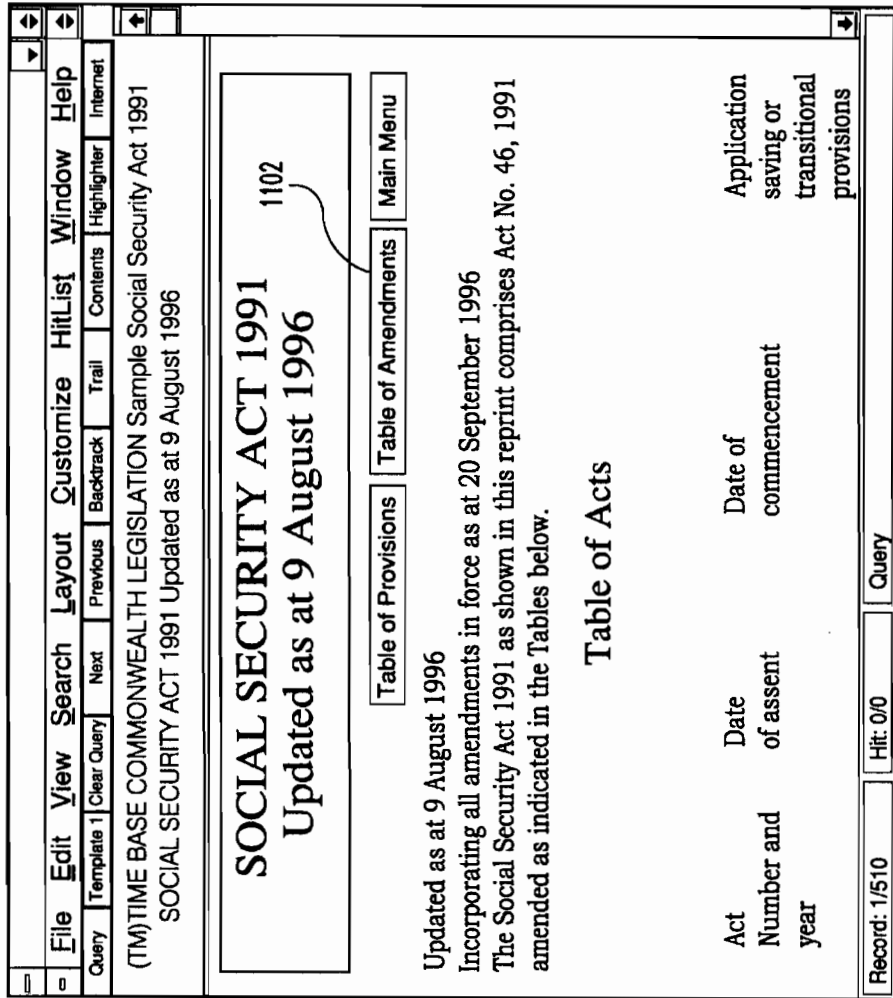 File Edit View Search Layout Customize HitList Window Help
Query Template 1 Clear Query Next Previous Backtrack Trail Contents Highlighter Internet
(TM)TIME BASE COMMONWEALTH LEGISLATION Sample Social Security Act 1991
SOCIAL SECURITY ACT 1991 Updated as at 9 August 1996
SOCIAL SECURITY ACT 1991
Updated as at 9 August 1996
1102
Table of Provisions Table of Amendments Main Menu
Updated as at 9 August 1996
Incorporating all amendments in force as at 20 September 1996
The Social Security Act 1991 as shown in this reprint comprises Act No. 46, 1991
amended as indicated in the Tables below.
Table of Acts
Act Date Date of Application
Number and of assent commencement saving or
year transitional
provisions
Record: 1/510 Hit: 0/0 Query